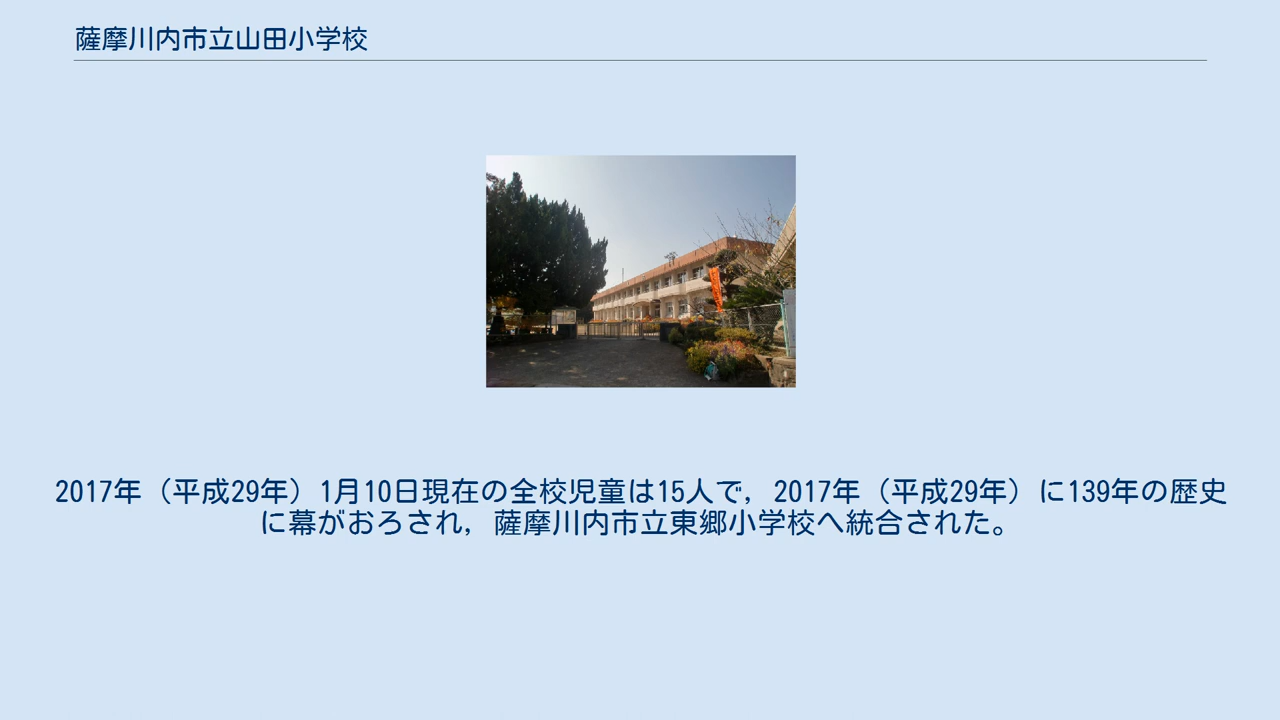 薩摩川内市立山田小学校
2017年（平成29年）1月10日現在の全校児童は15人で，2017年（平成29年）に139年の歴史
に幕がおろされ，薩摩川内市立東郷小学校へ統合された。